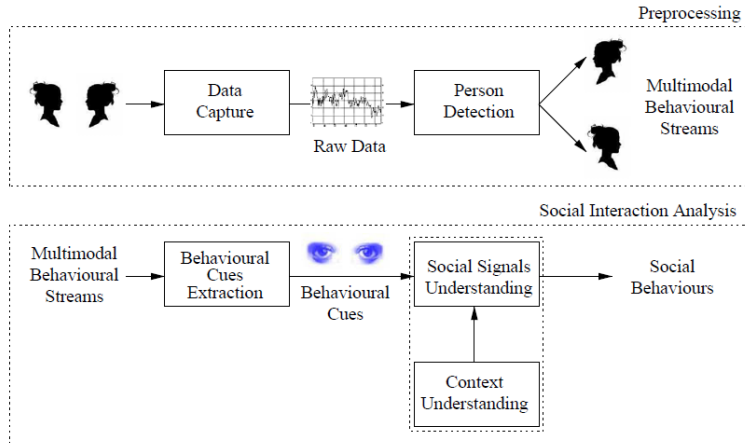 Preprocessing
Data
Capture
Raw Data
Person
Detection
Multimodal
Behavioural
Streams
Social Interaction Analysis
Multimodal
Behavioural
Streams
Behavioural
Cues
Extraction
Behavioural
Cues
Social Signals
Understanding
Social
Behaviours
Context
Understanding